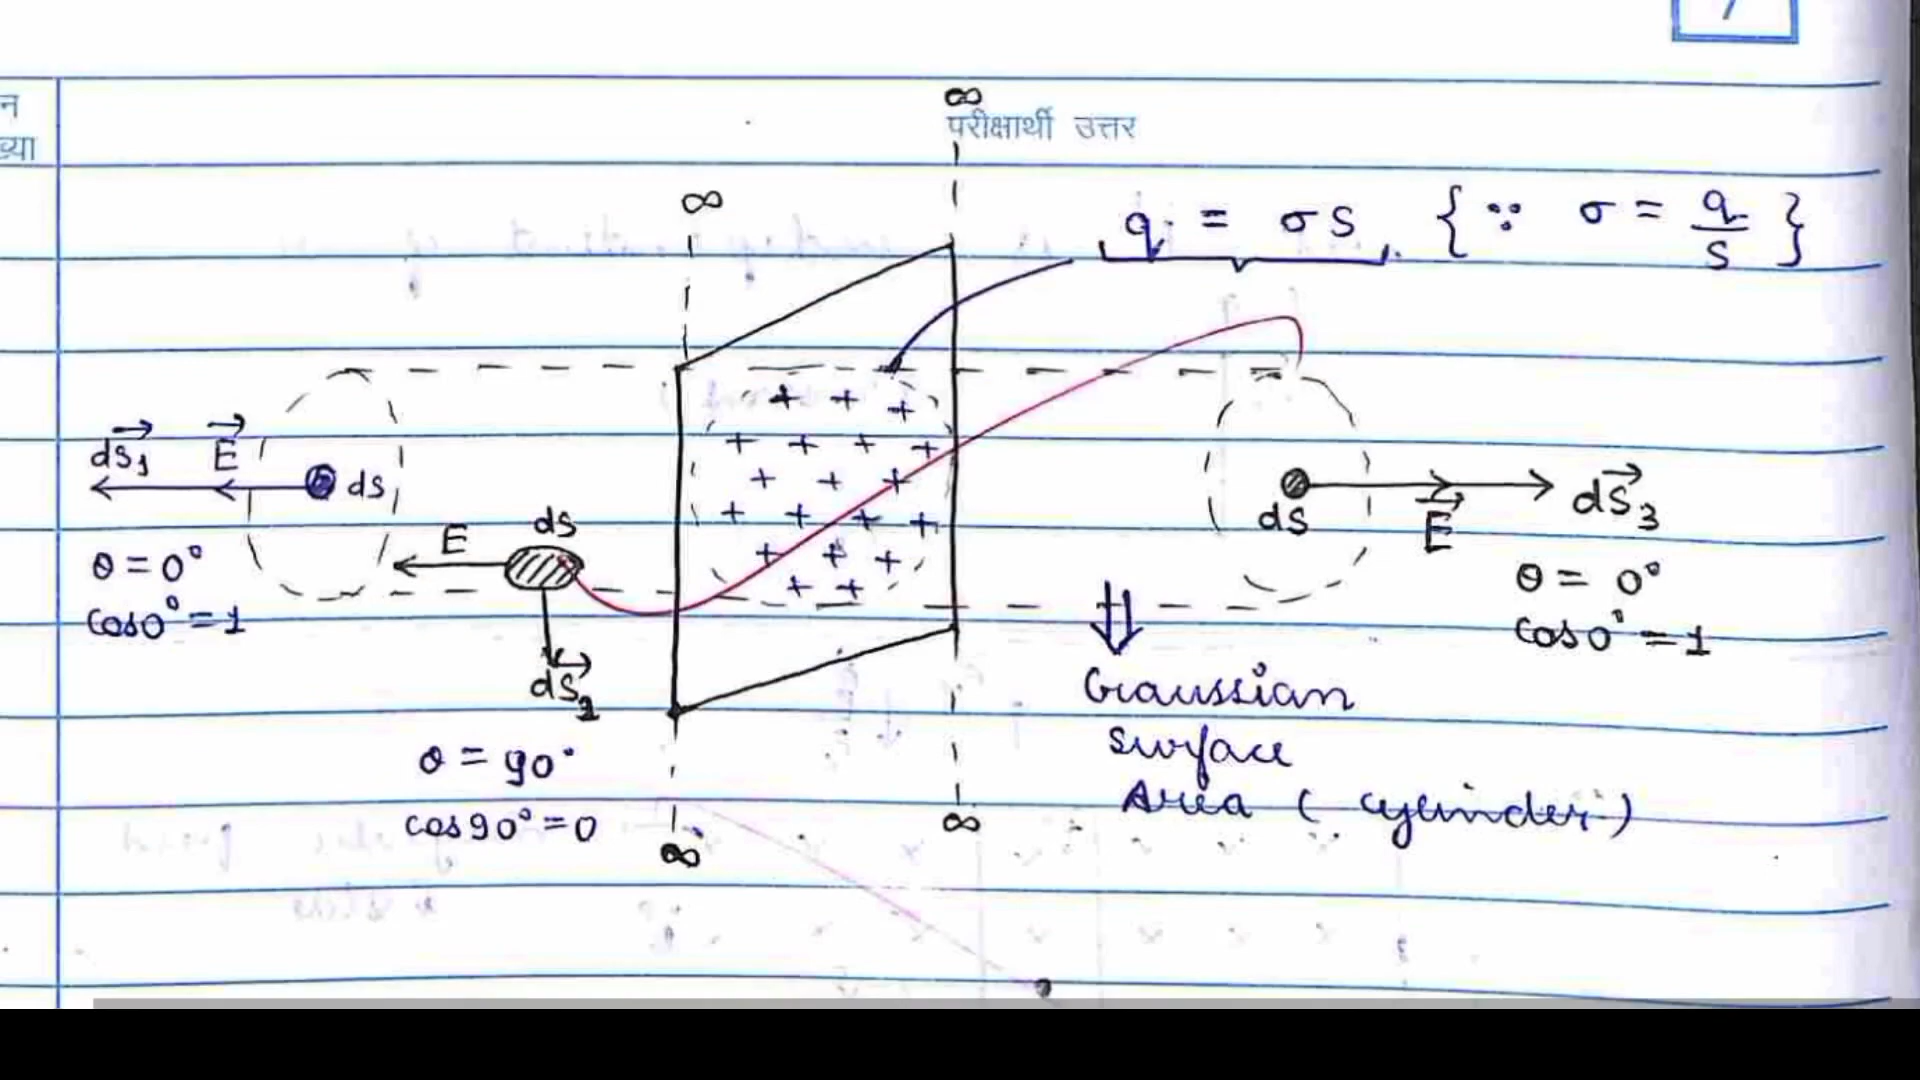 7
न
ख्या
∞
परीक्षार्थी उत्तर
∞
q = σS { ∵ σ = q/S }
dS₁ E
ds
dS
E
dS
E
dS₃
θ = 0°
cos0° = 1
dS₂
θ = 90°
cos90° = 0
θ = 0°
cos0° = 1
Gaussian
surface
Area ( cylinder )
∞
∞